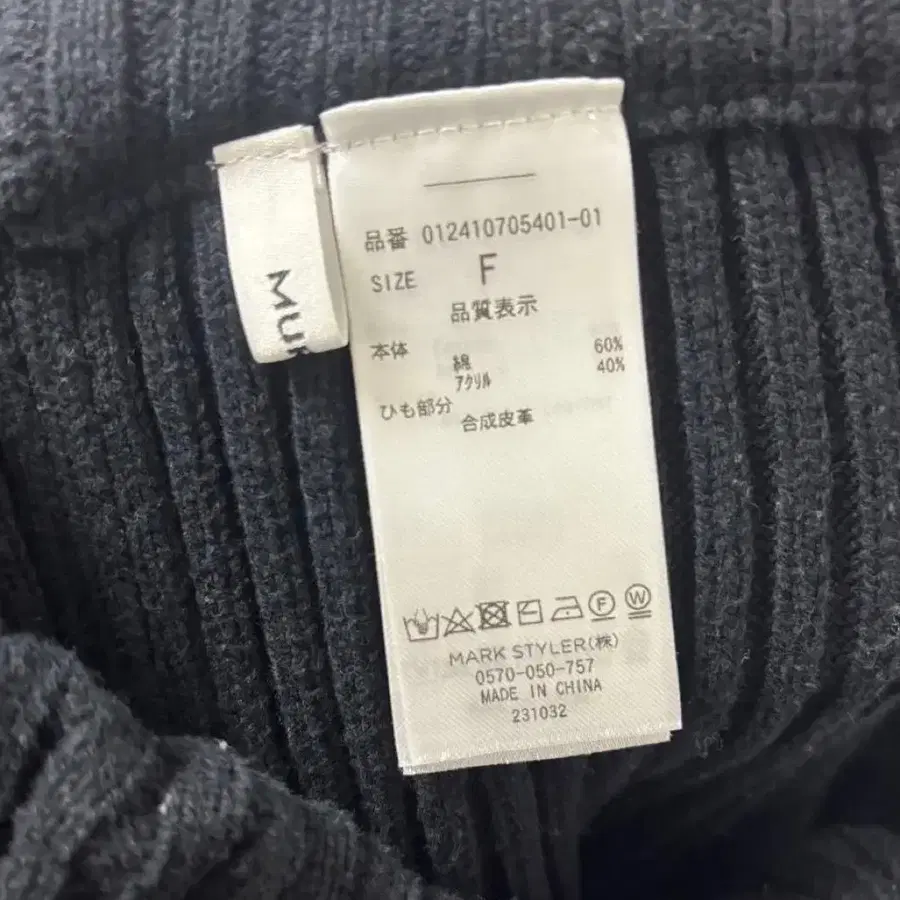 品番 012410705401-01
SIZE F
品質表示
本体
綿 60%
アクリル 40%
ひも部分
合成皮革
F W
MARK STYLER(株)
0570-050-757
MADE IN CHINA
231032